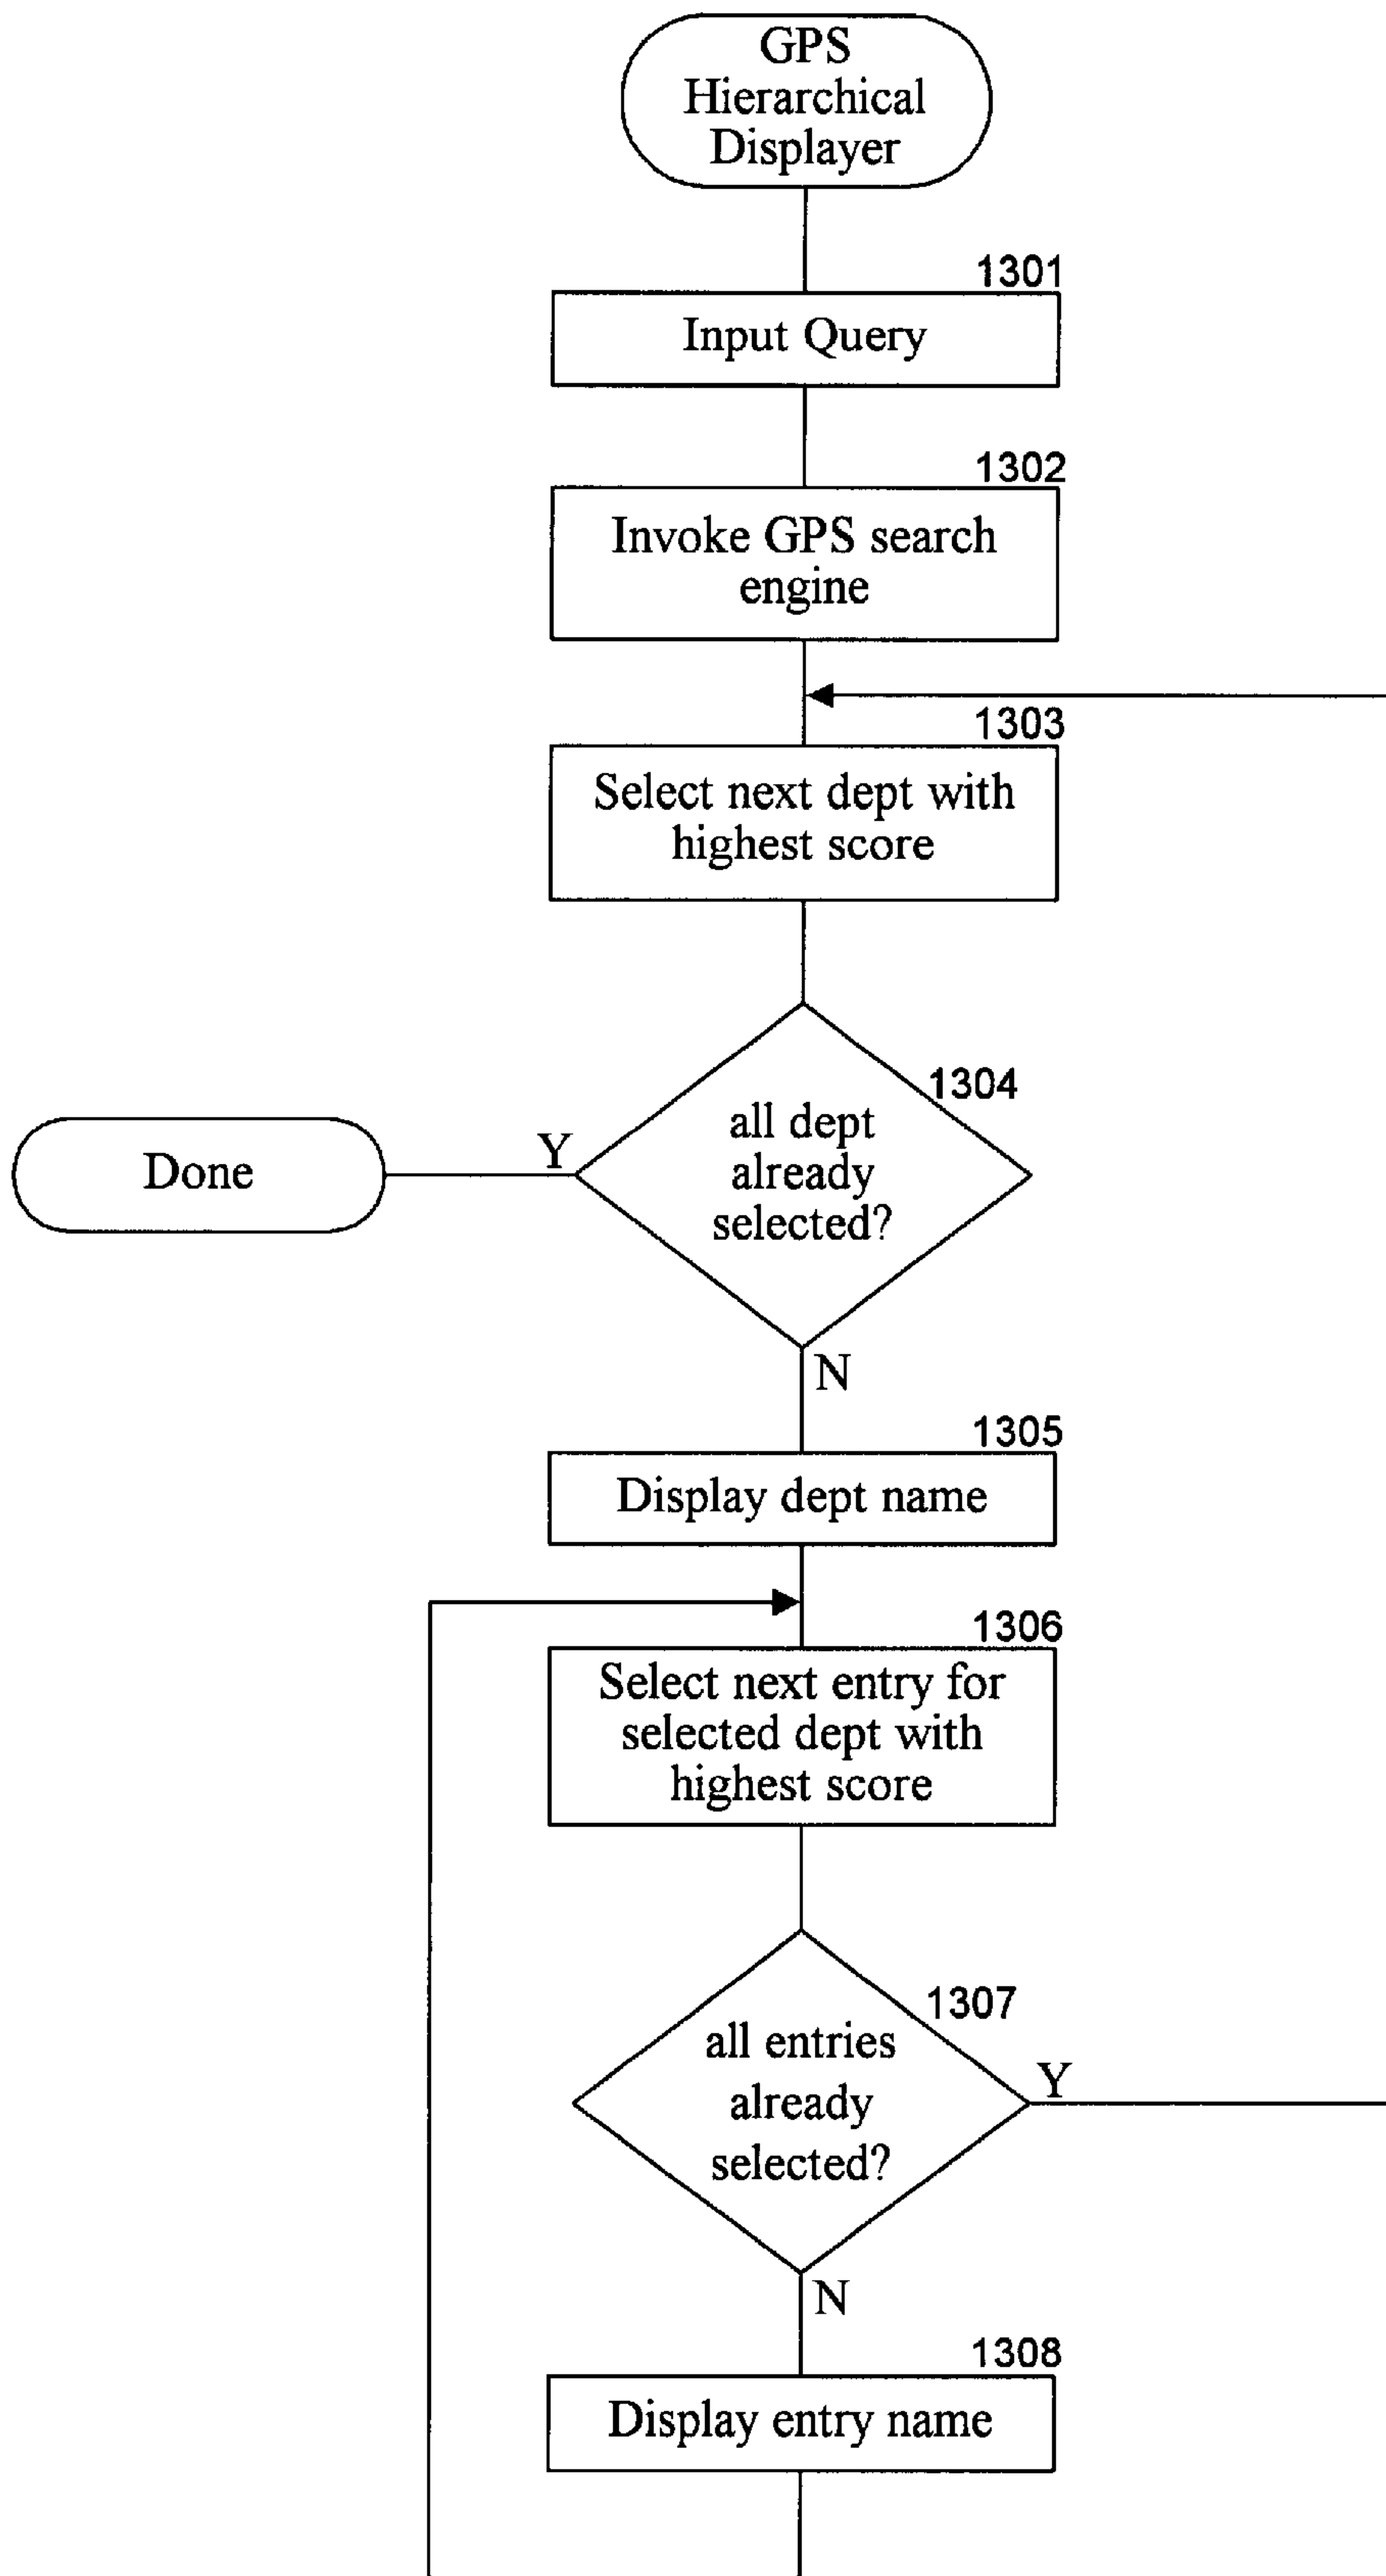 GPS
Hierarchical
Displayer
1301
Input Query
1302
Invoke GPS search
engine
1303
Select next dept with
highest score
1304
all dept
already
selected?
Y
Done
N
1305
Display dept name
1306
Select next entry for
selected dept with
highest score
1307
all entries
already
selected?
Y
N
1308
Display entry name